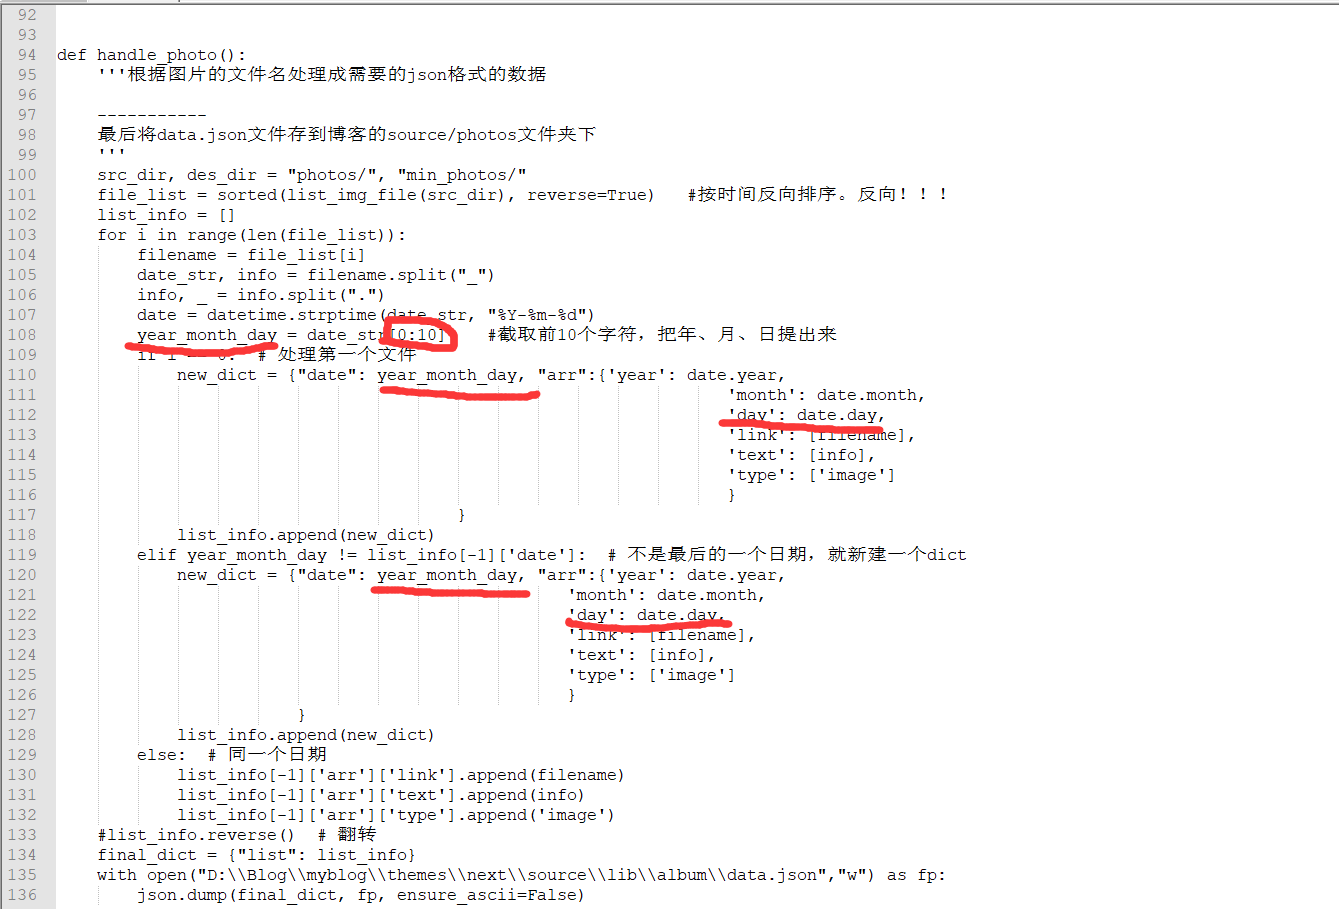 92
93
94 def handle_photo():
95 '''根据图片的文件名处理成需要的json格式的数据
96
97 -----------
98 最后将data.json文件存到博客的source/photos文件夹下
99 '''
100 src_dir, des_dir = "photos/", "min_photos/"
101 file_list = sorted(list_img_file(src_dir), reverse=True) #按时间反向排序。反向！！！
102 list_info = []
103 for i in range(len(file_list)):
104 filename = file_list[i]
105 date_str, info = filename.split("_")
106 info, _ = info.split(".")
107 date = datetime.strptime(date_str, "%Y-%m-%d")
108 year_month_day = date_str[0:10] #截取前10个字符，把年、月、日提出来
109 if i == 0: # 处理第一个文件
110 new_dict = {"date": year_month_day, "arr":{'year': date.year,
111 'month': date.month,
112 'day': date.day,
113 'link': [filename],
114 'text': [info],
115 'type': ['image']
116 }
117 }
118 list_info.append(new_dict)
119 elif year_month_day != list_info[-1]['date']: # 不是最后的一个日期，就新建一个dict
120 new_dict = {"date": year_month_day, "arr":{'year': date.year,
121 'month': date.month,
122 'day': date.day,
123 'link': [filename],
124 'text': [info],
125 'type': ['image']
126 }
127 }
128 list_info.append(new_dict)
129 else: # 同一个日期
130 list_info[-1]['arr']['link'].append(filename)
131 list_info[-1]['arr']['text'].append(info)
132 list_info[-1]['arr']['type'].append('image')
133 #list_info.reverse() # 翻转
134 final_dict = {"list": list_info}
135 with open("D:\\Blog\\myblog\\themes\\next\\source\\lib\\album\\data.json","w") as fp:
136 json.dump(final_dict, fp, ensure_ascii=False)